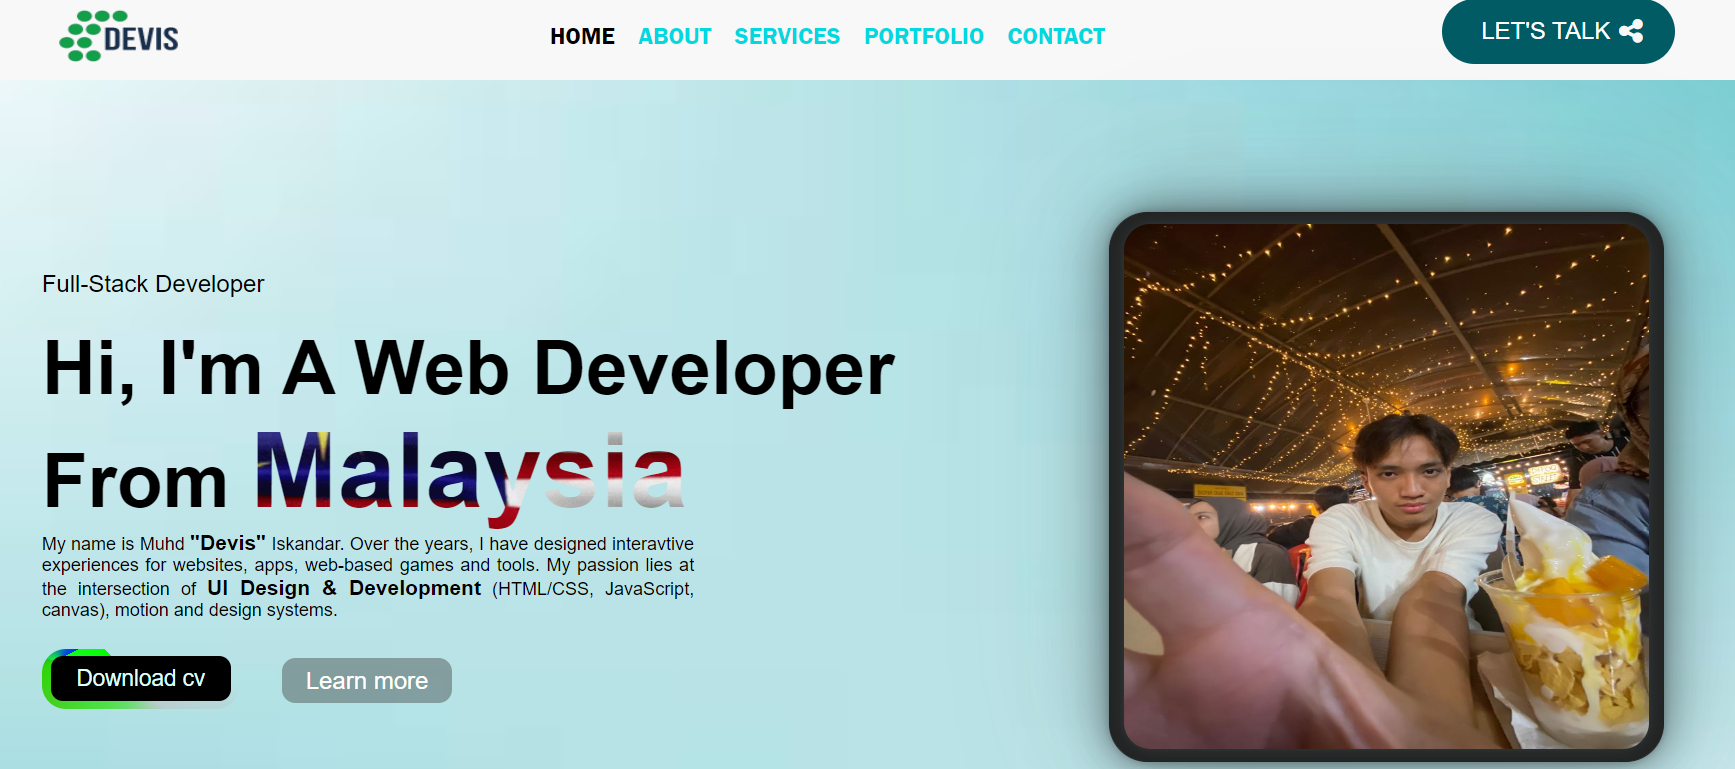 DEVIS
HOME ABOUT SERVICES PORTFOLIO CONTACT
LET'S TALK
Full-Stack Developer
Hi, I'm A Web Developer
From Malaysia
My name is Muhd "Devis" Iskandar. Over the years, I have designed interavtive
experiences for websites, apps, web-based games and tools. My passion lies at
the intersection of UI Design & Development (HTML/CSS, JavaScript,
canvas), motion and design systems.
Download cv
Learn more